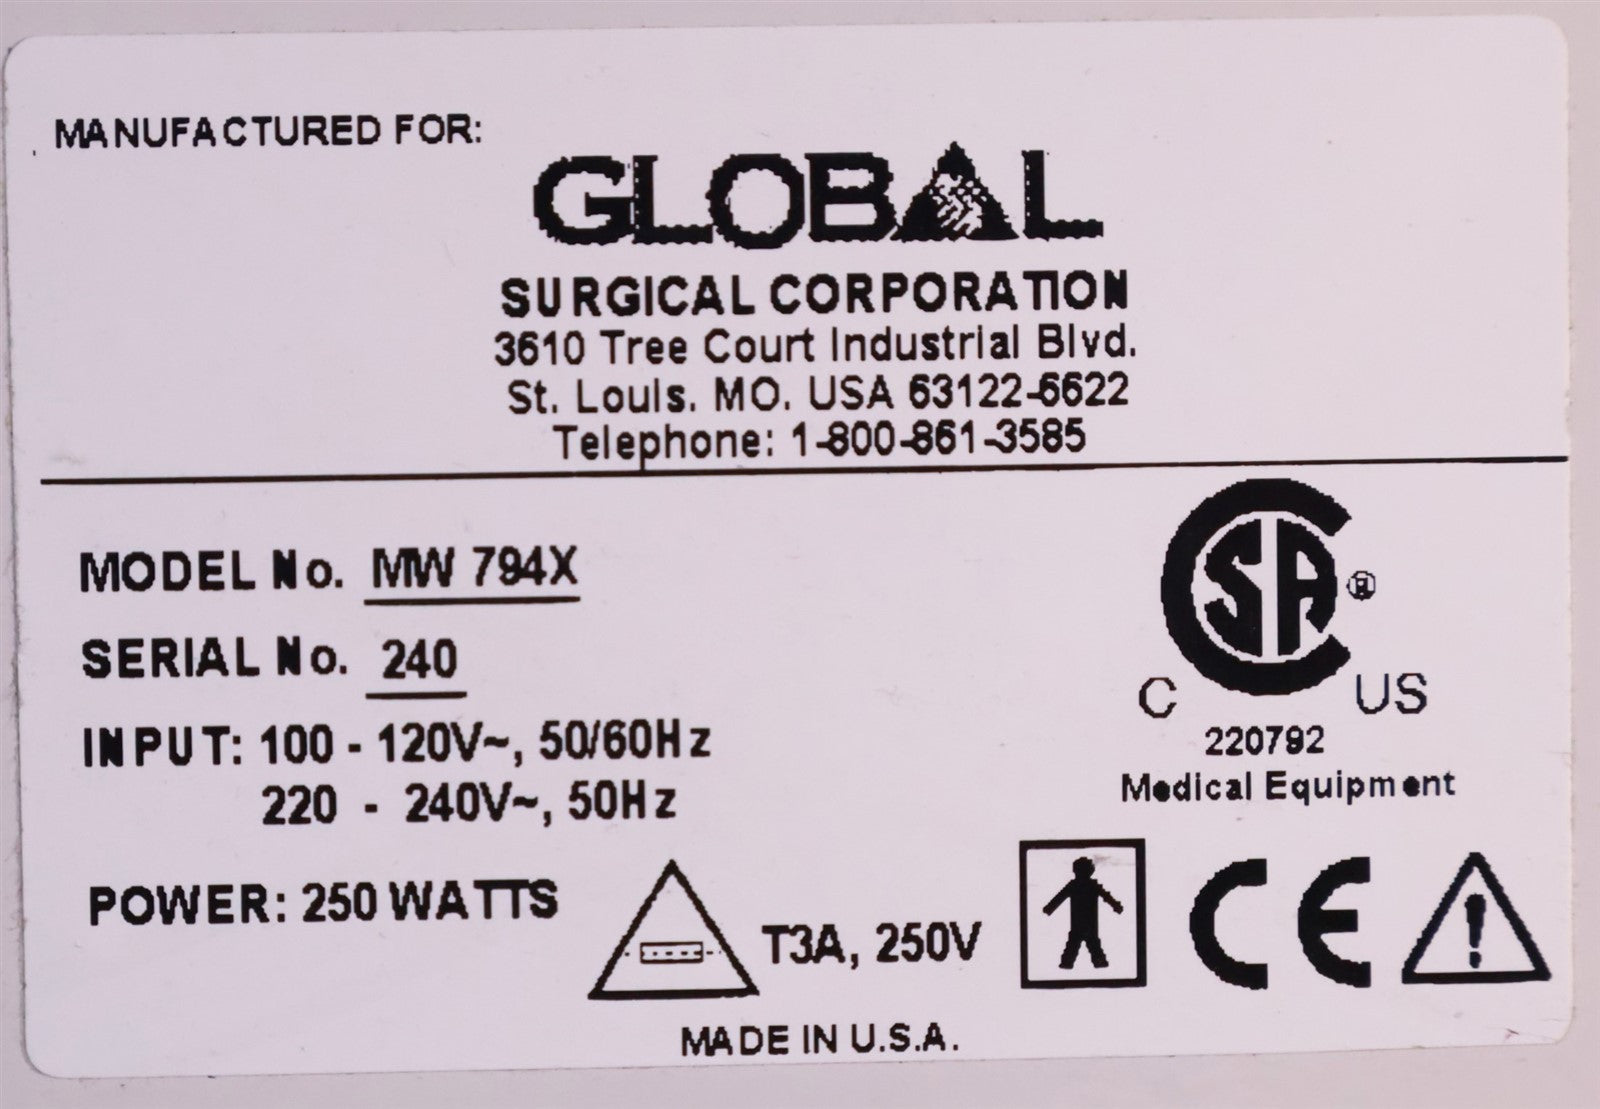 MANUFACTURED FOR:
GLOBAL
SURGICAL CORPORATION
3610 Tree Court Industrial Blvd.
St. Louis. MO. USA 63122-6622
Telephone: 1-800-861-3585
MODEL No. MW 794X
SERIAL No. 240
INPUT: 100 - 120V~, 50/60Hz
220 - 240V~, 50Hz
CSA ®
C US
220792
Medical Equipment
POWER: 250 WATTS
T3A, 250V
CE
!
MADE IN U.S.A.